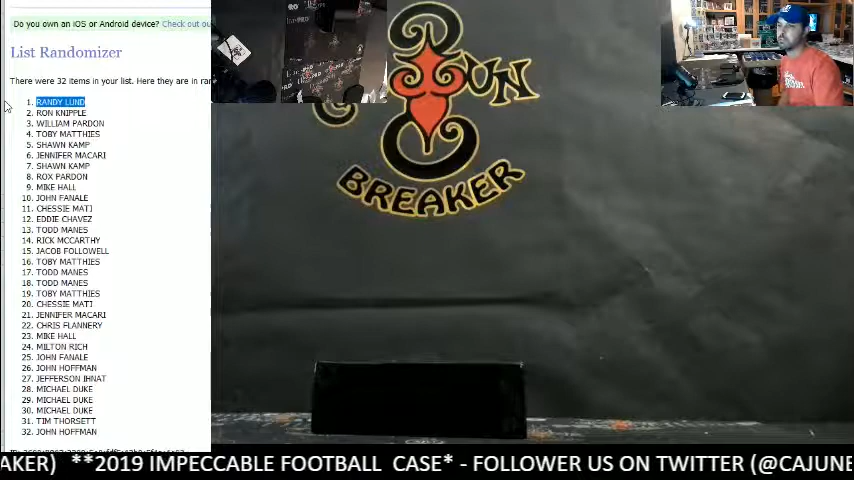 Do you own an iOS or Android device? Check out ou
List Randomizer
There were 32 items in your list. Here they are in ran
1. RANDY LUND
2. RON KNIPPLE
3. WILLIAM PARDON
4. TOBY MATTHIES
5. SHAWN KAMP
6. JENNIFER MACARI
7. SHAWN KAMP
8. ROX PARDON
9. MIKE HALL
10. JOHN FANALE
11. CHESSIE MATI
12. EDDIE CHAVEZ
13. TODD MANES
14. RICK MCCARTHY
15. JACOB FOLLOWELL
16. TOBY MATTHIES
17. TODD MANES
18. TODD MANES
19. TOBY MATTHIES
20. CHESSIE MATI
21. JENNIFER MACARI
22. CHRIS FLANNERY
23. MIKE HALL
24. MILTON RICH
25. JOHN FANALE
26. JOHN HOFFMAN
27. JEFFERSON IHNAT
28. MICHAEL DUKE
29. MICHAEL DUKE
30. MICHAEL DUKE
31. TIM THORSETT
32. JOHN HOFFMAN
UN
BREAKER
AKER) **2019 IMPECCABLE FOOTBALL CASE* - FOLLOWER US ON TWITTER (@CAJUNE